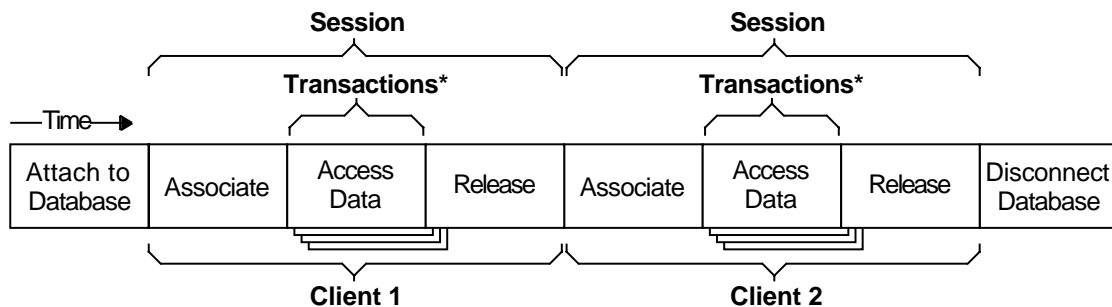 Session Session
Transactions* Transactions*
Time
Attach to Database Associate Access Data Release Associate Access Data Release Disconnect Database
Client 1 Client 2